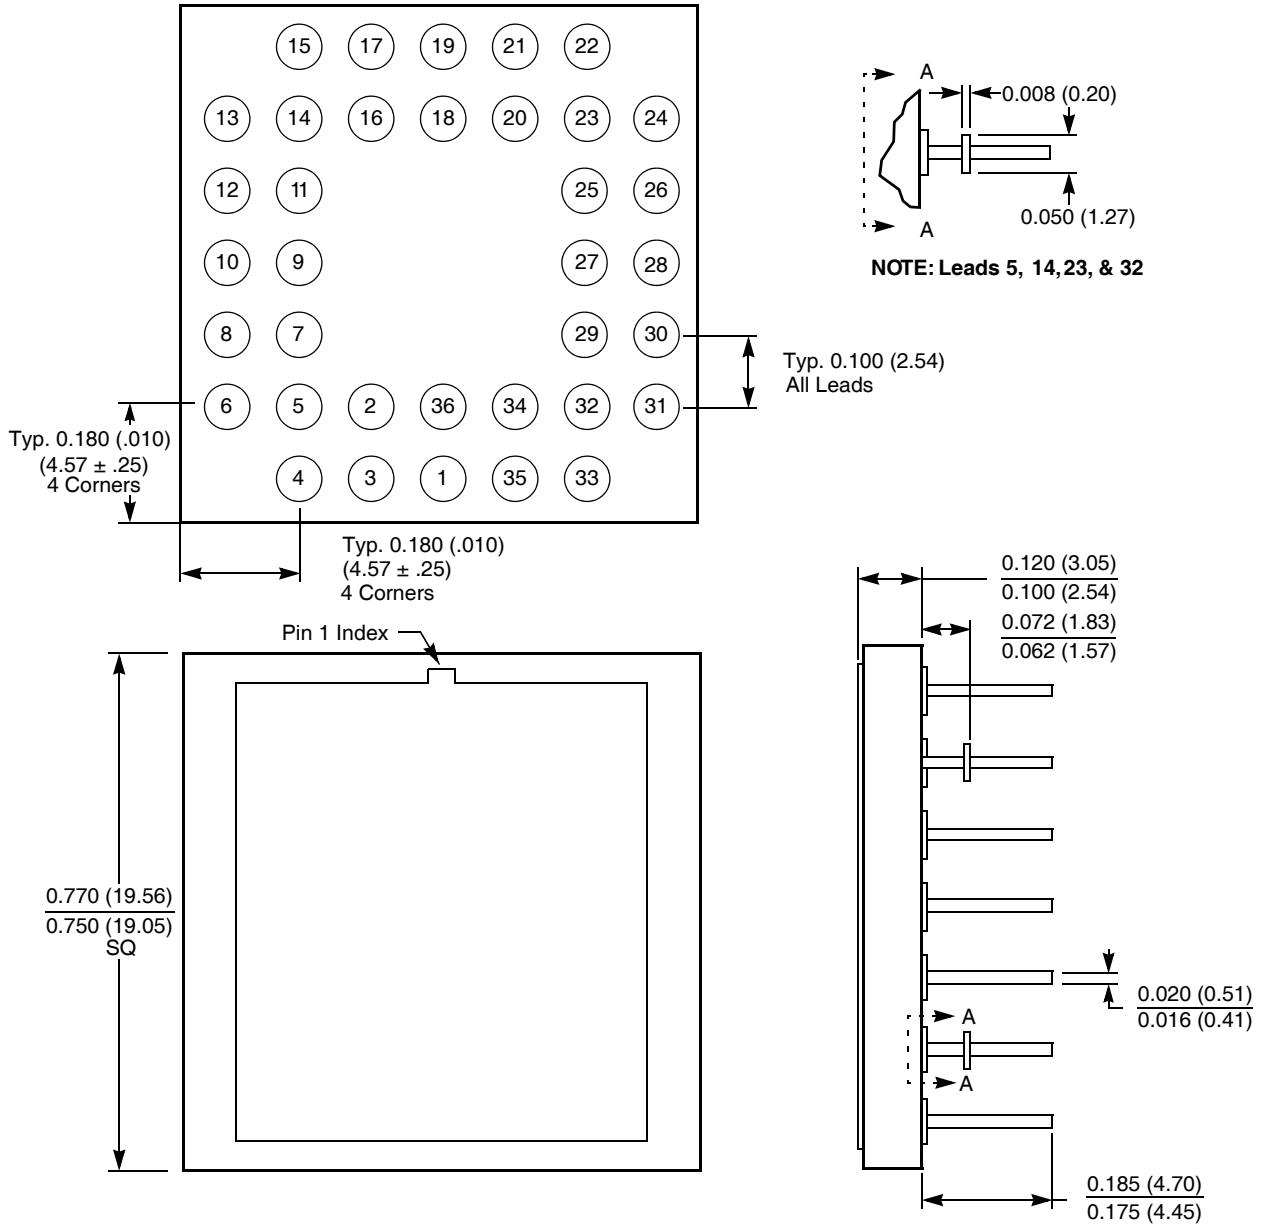 15 17 19 21 22
13 14 16 18 20 23 24
12 11 25 26
10 9 27 28
8 7 29 30
6 5 2 36 34 32 31
4 3 1 35 33
Typ. 0.180 (.010)
(4.57 ± .25)
4 Corners
Typ. 0.180 (.010)
(4.57 ± .25)
4 Corners
Typ. 0.100 (2.54)
All Leads
A
0.008 (0.20)
0.050 (1.27)
A
NOTE: Leads 5, 14,23, & 32
Pin 1 Index
0.770 (19.56)
0.750 (19.05)
SQ
0.120 (3.05)
0.100 (2.54)
0.072 (1.83)
0.062 (1.57)
0.020 (0.51)
0.016 (0.41)
A
A
0.185 (4.70)
0.175 (4.45)